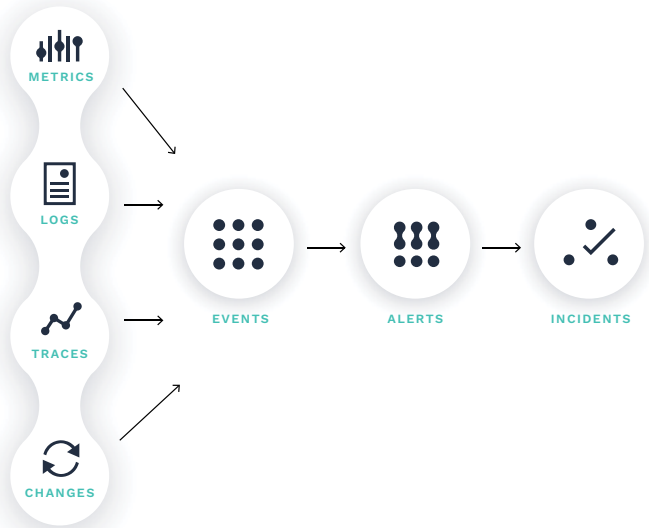 METRICS
LOGS
TRACES
CHANGES
EVENTS
ALERTS
INCIDENTS